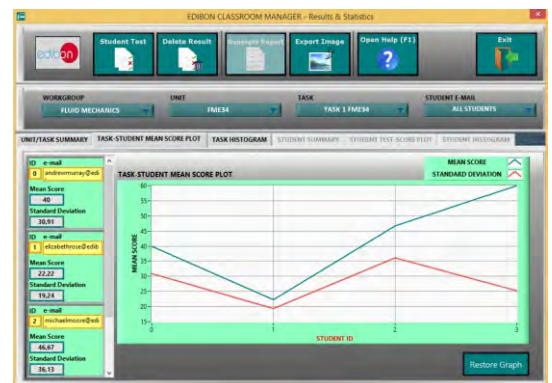 EDIBON CLASSROOM MANAGER - Results & Statistics
edibon
Student Test
Delete Result
Generate Report
Export Image
Open Help (F1)
?
Exit
WORKGROUP
UNIT
TASK
STUDENT E-MAIL
FLUID MECHANICS
FME34
TASK 1 FME34
ALL STUDENTS
UNIT/TASK SUMMARY
TASK-STUDENT MEAN SCORE PLOT
TASK HISTOGRAM
STUDENT SUMMARY
STUDENT TEST-SCORE PLOT
STUDENT HISTOGRAM
ID e-mail
0 andrewmurray@edi
Mean Score
40
Standard Deviation
30,91
ID e-mail
1 elizabethrose@edib
Mean Score
22,22
Standard Deviation
19,24
ID e-mail
2 michaelmoore@edi
Mean Score
46,67
Standard Deviation
36,13
TASK-STUDENT MEAN SCORE PLOT
MEAN SCORE
STANDARD DEVIATION
MEAN SCORE
60
55
50
45
40
35
30
25
20
15
0 1 2 3
STUDENT ID
Restore Graph